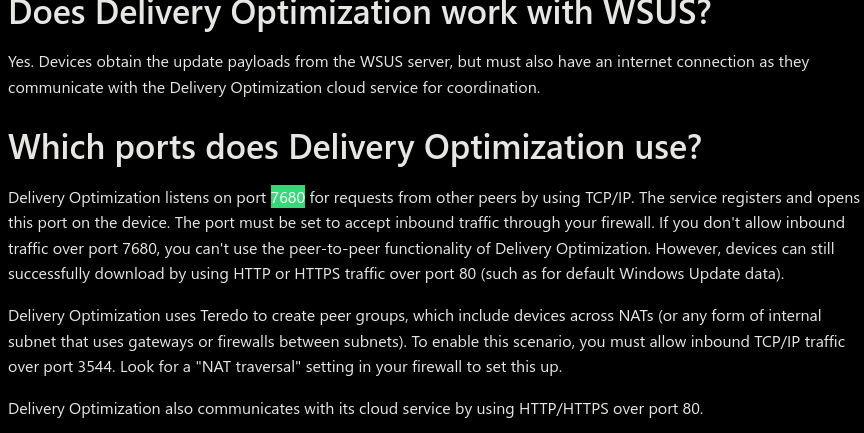 Does Delivery Optimization work with WSUS?
Yes. Devices obtain the update payloads from the WSUS server, but must also have an internet connection as they
communicate with the Delivery Optimization cloud service for coordination.
Which ports does Delivery Optimization use?
Delivery Optimization listens on port 7680 for requests from other peers by using TCP/IP. The service registers and opens
this port on the device. The port must be set to accept inbound traffic through your firewall. If you don't allow inbound
traffic over port 7680, you can't use the peer-to-peer functionality of Delivery Optimization. However, devices can still
successfully download by using HTTP or HTTPS traffic over port 80 (such as for default Windows Update data).
Delivery Optimization uses Teredo to create peer groups, which include devices across NATs (or any form of internal
subnet that uses gateways or firewalls between subnets). To enable this scenario, you must allow inbound TCP/IP traffic
over port 3544. Look for a "NAT traversal" setting in your firewall to set this up.
Delivery Optimization also communicates with its cloud service by using HTTP/HTTPS over port 80.